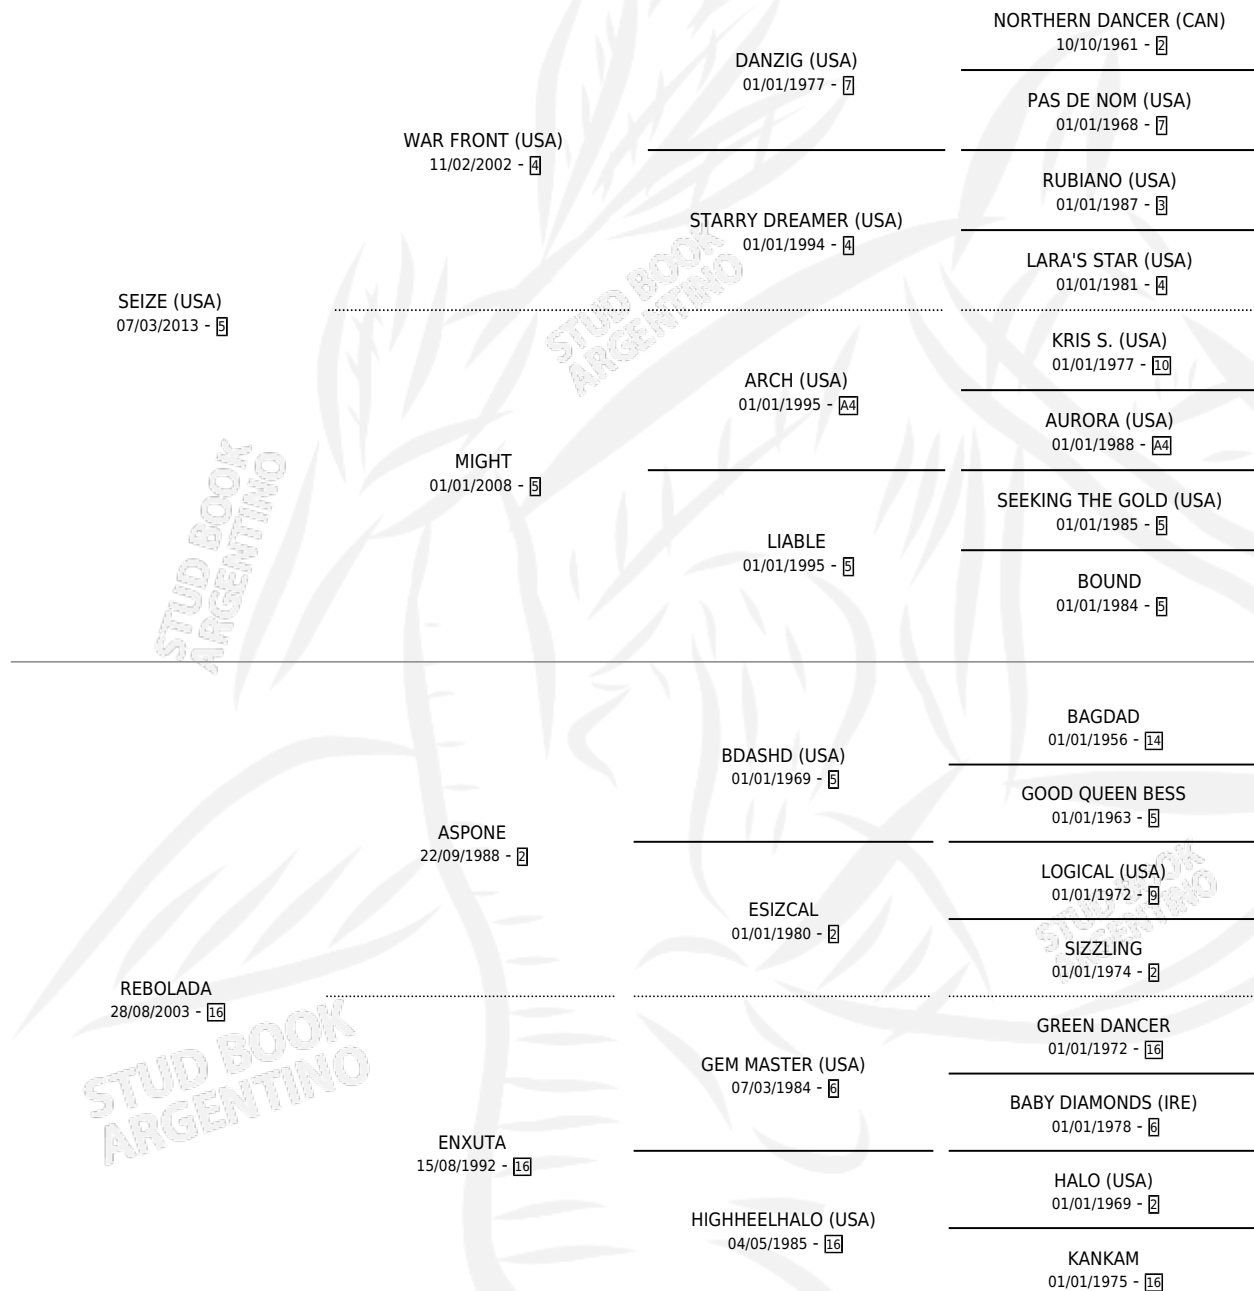 NORTHERN DANCER (CAN)
10/10/1961 - 2
DANZIG (USA)
01/01/1977 - 7
PAS DE NOM (USA)
01/01/1968 - 7
WAR FRONT (USA)
11/02/2002 - 4
RUBIANO (USA)
01/01/1987 - 3
STARRY DREAMER (USA)
01/01/1994 - 4
LARA'S STAR (USA)
01/01/1981 - 4
SEIZE (USA)
07/03/2013 - 5
KRIS S. (USA)
01/01/1977 - 10
ARCH (USA)
01/01/1995 - A4
AURORA (USA)
01/01/1988 - A4
MIGHT
01/01/2008 - 5
SEEKING THE GOLD (USA)
01/01/1985 - 5
LIABLE
01/01/1995 - 5
BOUND
01/01/1984 - 5
BAGDAD
01/01/1956 - 14
BDASHD (USA)
01/01/1969 - 5
GOOD QUEEN BESS
01/01/1963 - 5
ASPONE
22/09/1988 - 2
LOGICAL (USA)
01/01/1972 - 9
ESIZCAL
01/01/1980 - 2
SIZZLING
01/01/1974 - 2
REBOLADA
28/08/2003 - 16
GREEN DANCER
01/01/1972 - 16
GEM MASTER (USA)
07/03/1984 - 6
BABY DIAMONDS (IRE)
01/01/1978 - 6
ENXUTA
15/08/1992 - 16
HALO (USA)
01/01/1969 - 2
HIGHHEELHALO (USA)
04/05/1985 - 16
KANKAM
01/01/1975 - 16
STUD BOOK
ARGENTINO
STUD BOOK
ARGENTINO
STUD BOOK
ARGENTINO
STUD BOOK
ARGENTINO